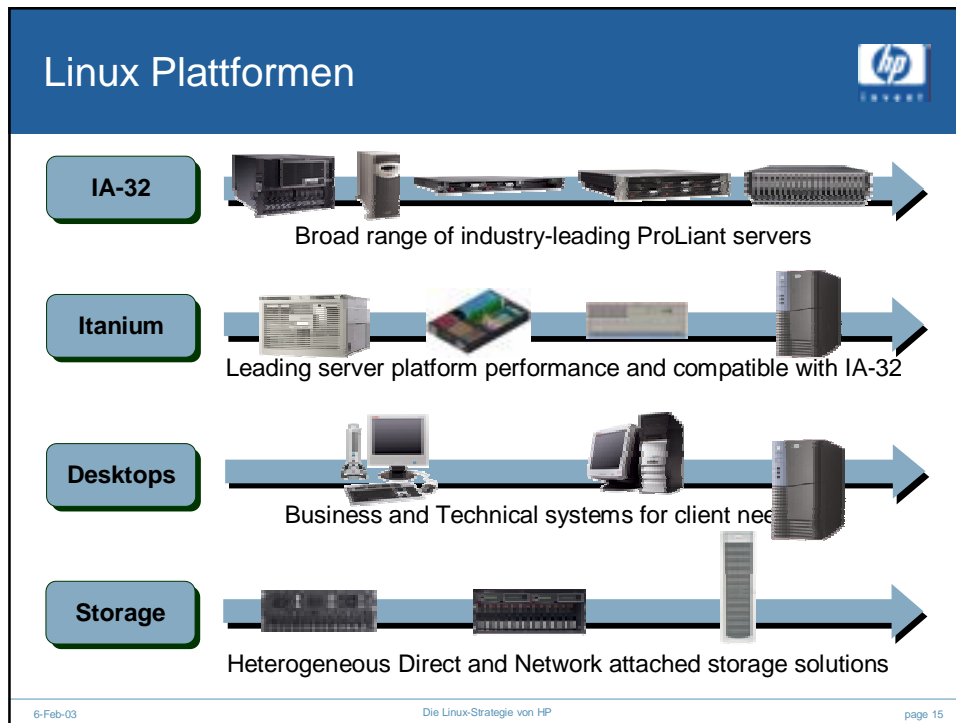 Linux Plattformen
hp
invent
IA-32
Broad range of industry-leading ProLiant servers
Itanium
Leading server platform performance and compatible with IA-32
Desktops
Business and Technical systems for client nee
Storage
Heterogeneous Direct and Network attached storage solutions
6-Feb-03
Die Linux-Strategie von HP
page 15